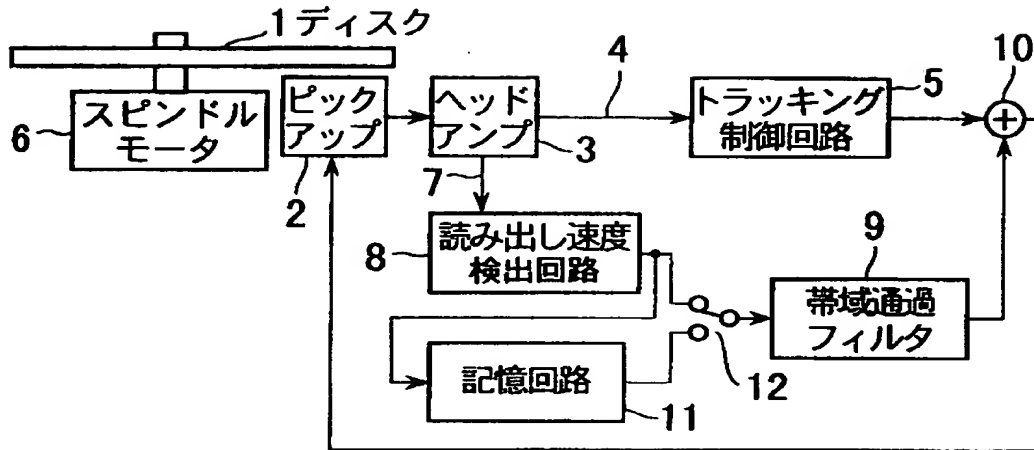 1ディスク
4
10
ピック
アップ
ヘッド
アンプ
トラッキング
制御回路
5
スピンドル
モータ
6
2
3
7
読み出し速度
検出回路
8
9
帯域通過
フィルタ
12
記憶回路
11